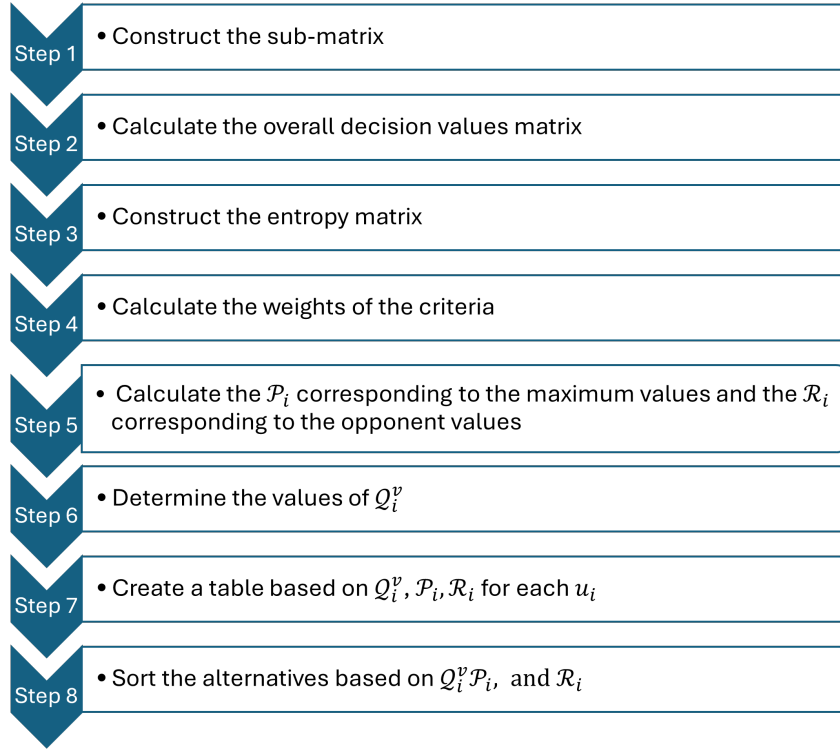 Step 1
• Construct the sub-matrix
Step 2
• Calculate the overall decision values matrix
Step 3
• Construct the entropy matrix
Step 4
• Calculate the weights of the criteria
Step 5
• Calculate the 𝒫ᵢ corresponding to the maximum values and the ℛᵢ
corresponding to the opponent values
Step 6
• Determine the values of 𝒬ᵢᵛ
Step 7
• Create a table based on 𝒬ᵢᵛ, 𝒫ᵢ, ℛᵢ for each 𝑢ᵢ
Step 8
• Sort the alternatives based on 𝒬ᵢᵛ𝒫ᵢ, and ℛᵢ